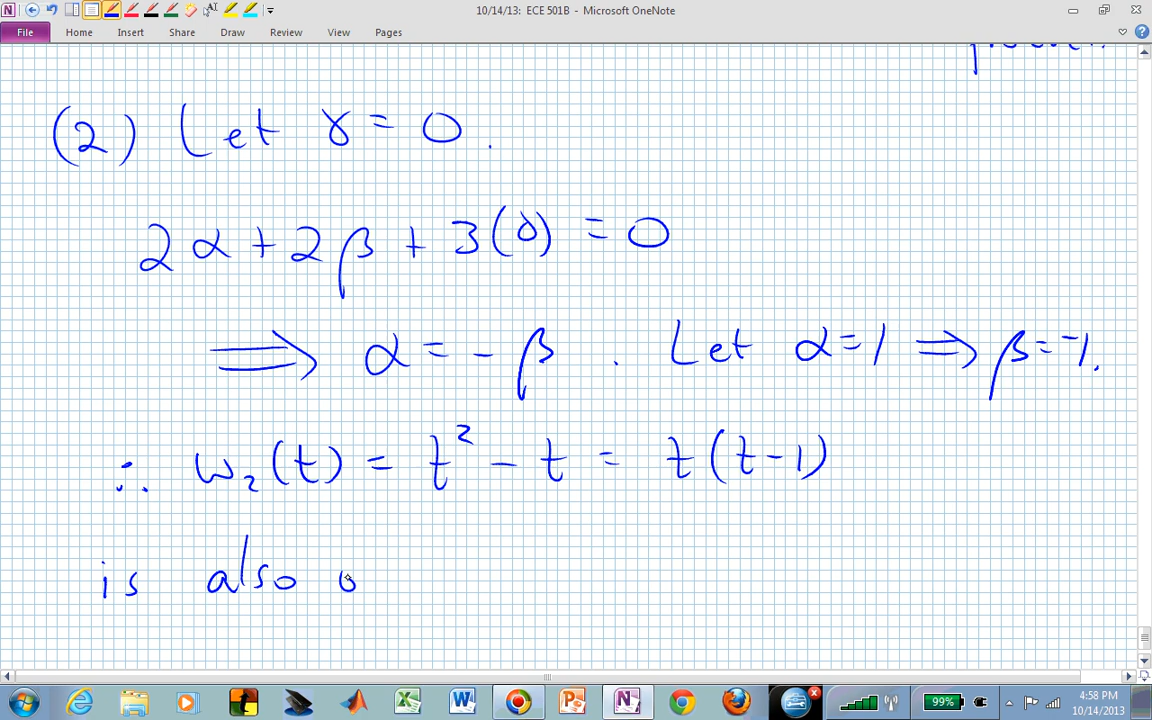 10/14/13: ECE 501B - Microsoft OneNote
File Home Insert Share Draw Review View Pages
(2) Let γ = 0.
2α + 2β + 3(0) = 0
⟹ α = - β . Let α = 1 ⟹ β = -1.
∴ w₂(t) = t² - t = t(t-1)
is also o
99% 4:58 PM
10/14/2013